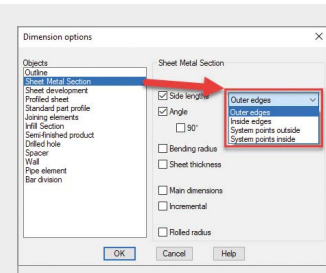 Dimension options
Objects
Outline
Sheet Metal Section
Sheet development
Profiled sheet
Standard part profile
Joining elements
Infill Section
Semi-finished product
Drilled hole
Spacer
Wall
Pipe element
Bar division
Sheet Metal Section
Side lengths
Outer edges
Outer edges
Inside edges
System points outside
System points inside
Angle
90°
Bending radius
Sheet thickness
Main dimensions
Incremental
Rolled radius
OK
Cancel
Help